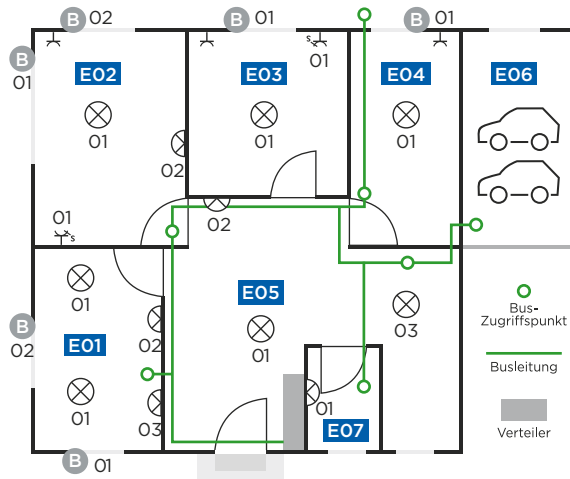 B 02
B 01
B 01
01
E02
E03
01
E04
E06
B
01
01
01
01
02
01
s
02
01
E05
01
03
Bus-
Zugriffspunkt
B
02
E01
02
01
Busleitung
01
03
01
E07
Verteiler
B 01
s